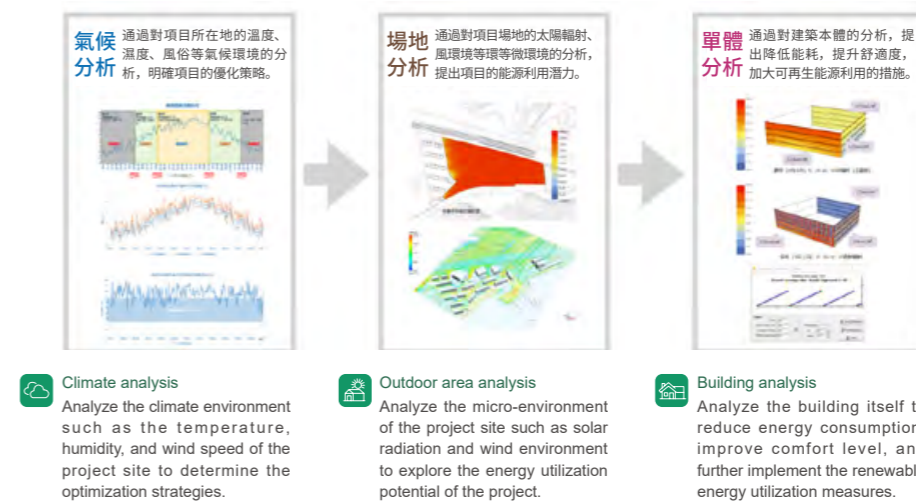 氣候分析
通過對項目所在地的溫度、
濕度、風俗等氣候環境的分
析，明確項目的優化策略。
場地分析
通過對項目場地的太陽輻射、
風環境等環等微環境的分析，
提出項目的能源利用潛力。
單體分析
通過對建築本體的分析，提
出降低能耗，提升舒適度，
加大可再生能源利用的措施。
Climate analysis
Analyze the climate environment
such as the temperature,
humidity, and wind speed of the
project site to determine the
optimization strategies.
Outdoor area analysis
Analyze the micro-environment
of the project site such as solar
radiation and wind environment
to explore the energy utilization
potential of the project.
Building analysis
Analyze the building itself t
reduce energy consumption
improve comfort level, an
further implement the renewabl
energy utilization measures.